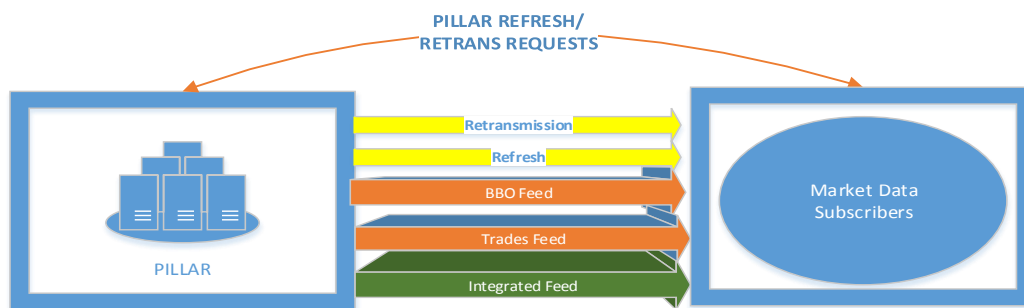 PILLAR REFRESH/
RETRANS REQUESTS
Retransmission
Refresh
BBO Feed
Trades Feed
Integrated Feed
PILLAR
Market Data
Subscribers